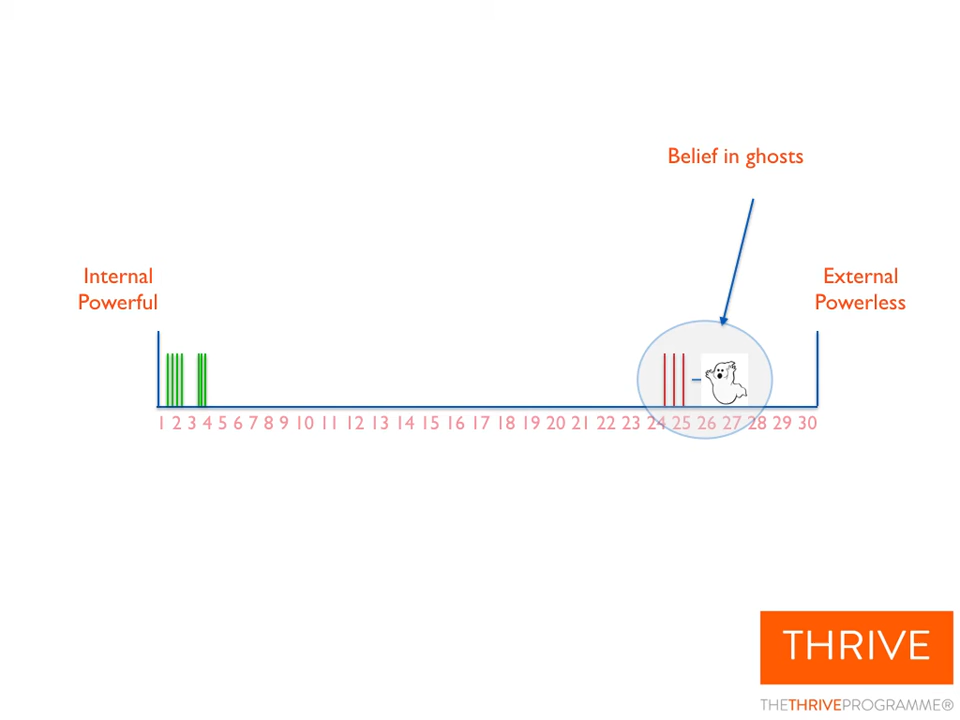 Belief in ghosts
Internal
Powerful
External
Powerless
1 2 3 4 5 6 7 8 9 10 11 12 13 14 15 16 17 18 19 20 21 22 23 24 25 26 27 28 29 30
THRIVE
THETHRIVEPROGRAMME®